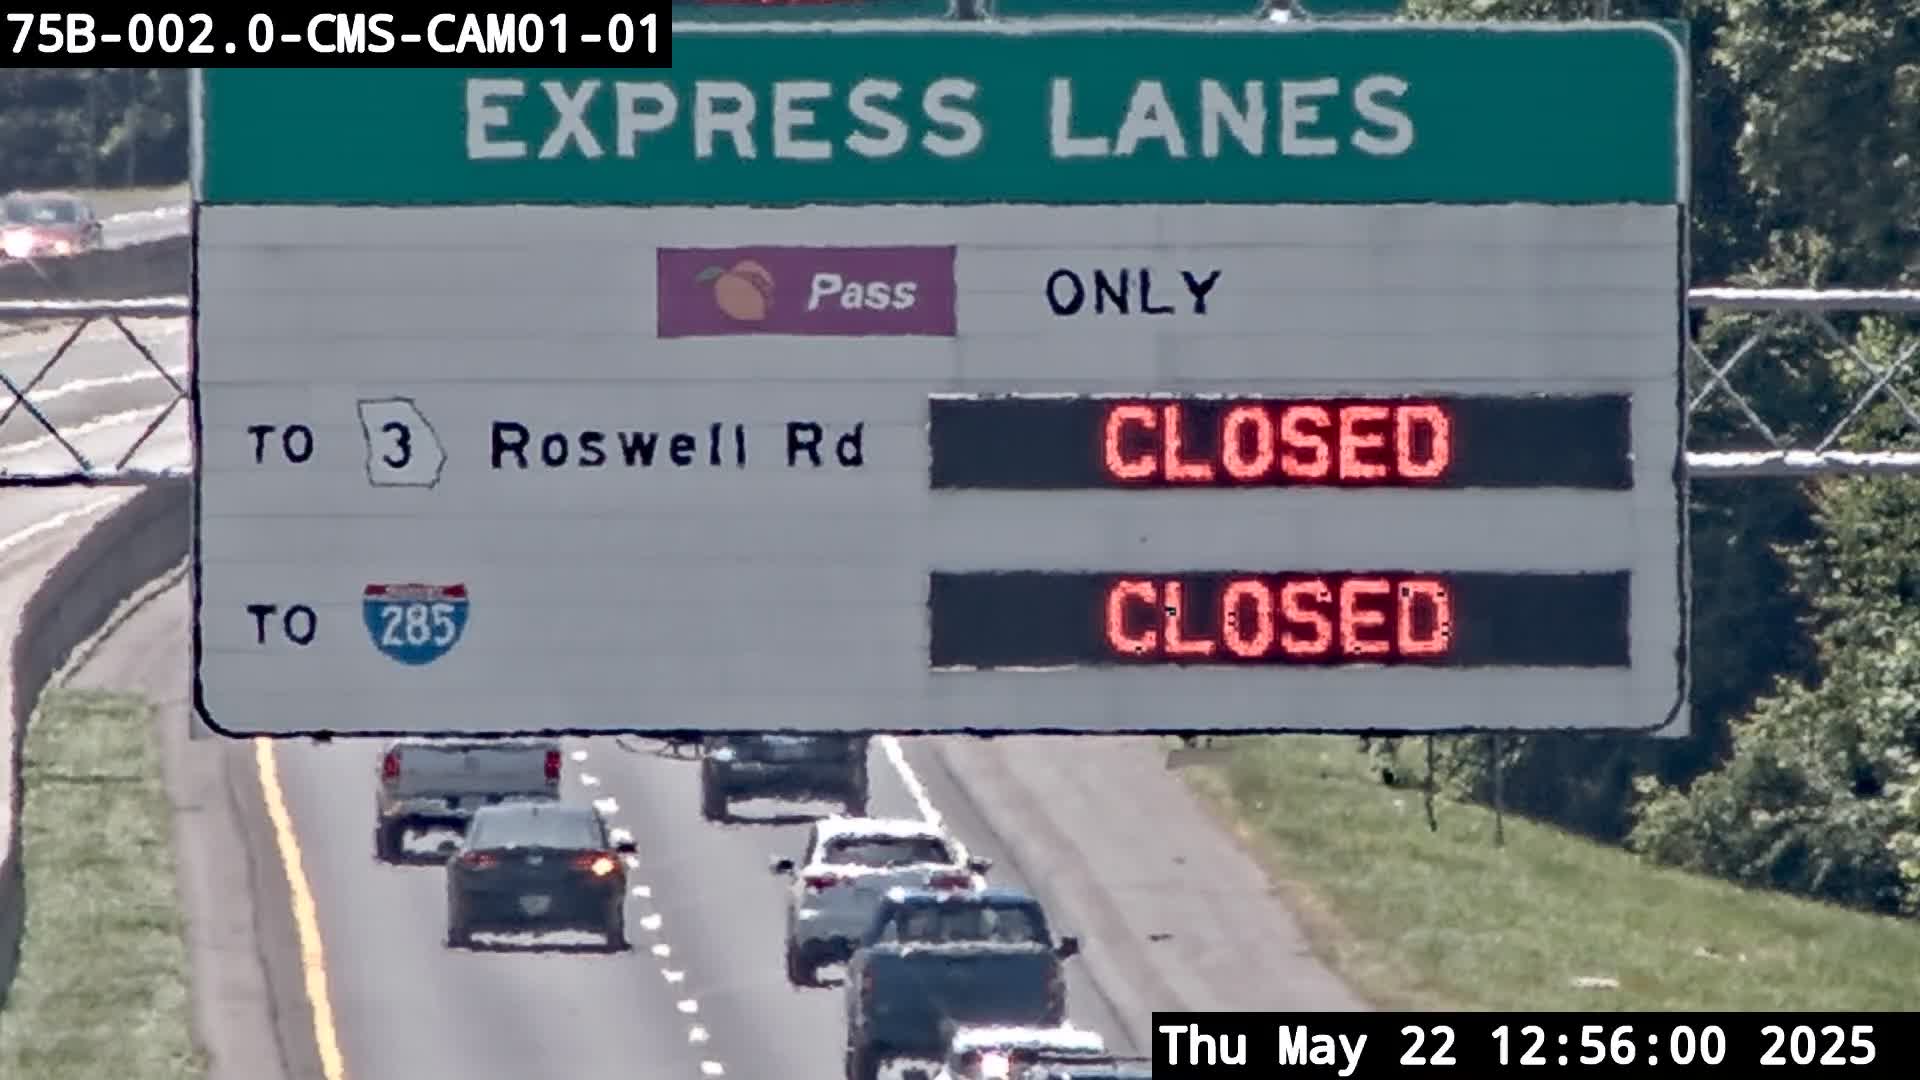 75B-002.0-CMS-CAM01-01
EXPRESS LANES
Pass ONLY
TO 3 Roswell Rd CLOSED
TO 285 CLOSED
Thu May 22 12:56:00 2025